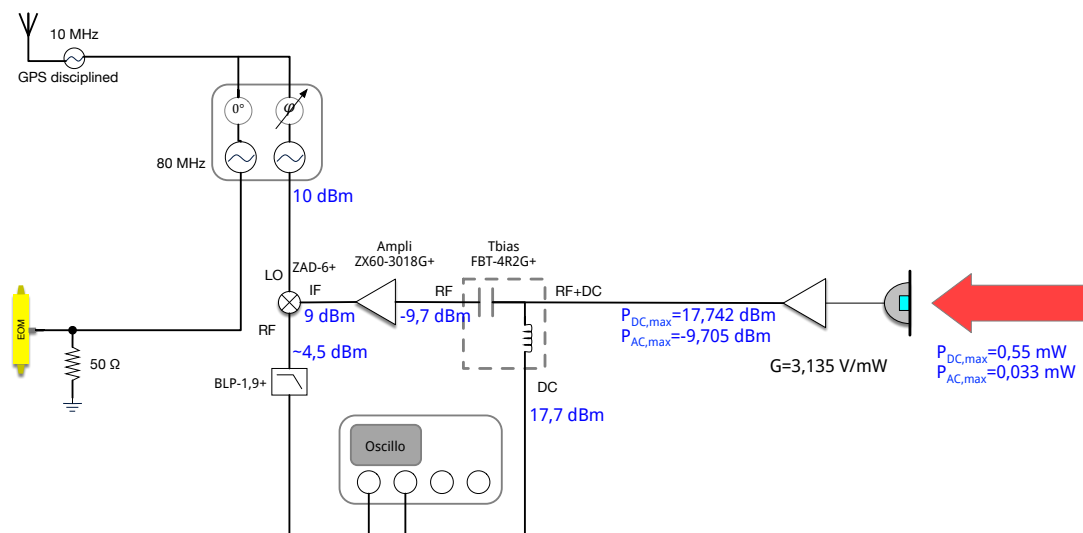 10 MHz
GPS disciplined
0°
φ
80 MHz
10 dBm
Ampli
ZX60-3018G+
Tbias
FBT-4R2G+
LO
ZAD-6+
IF
RF
RF+DC
9 dBm
-9,7 dBm
P_DC,max=17,742 dBm
P_AC,max=-9,705 dBm
RF
~4,5 dBm
EOM
50 Ω
BLP-1,9+
G=3,135 V/mW
P_DC,max=0,55 mW
P_AC,max=0,033 mW
DC
17,7 dBm
Oscillo